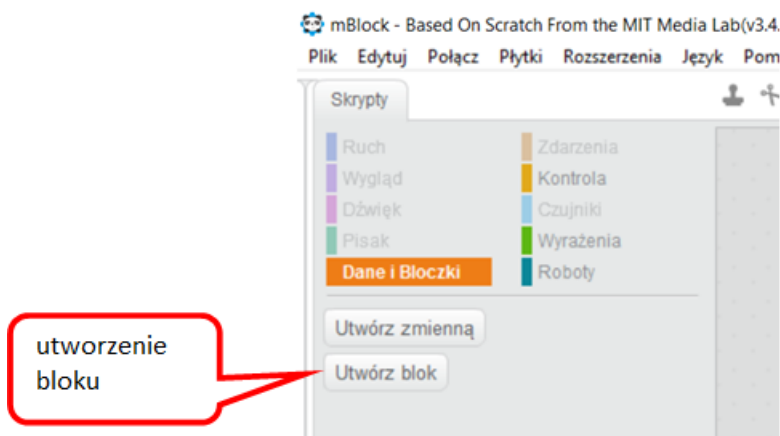 mBlock - Based On Scratch From the MIT Media Lab(v3.4.
Plik Edytuj Połącz Płytki Rozszerzenia Język Pom
Skrypty
Ruch Zdarzenia
Wygląd Kontrola
Dźwięk Czujniki
Pisak Wyrażenia
Dane i Bloczki Roboty
Utwórz zmienną
utworzenie
bloku
Utwórz blok